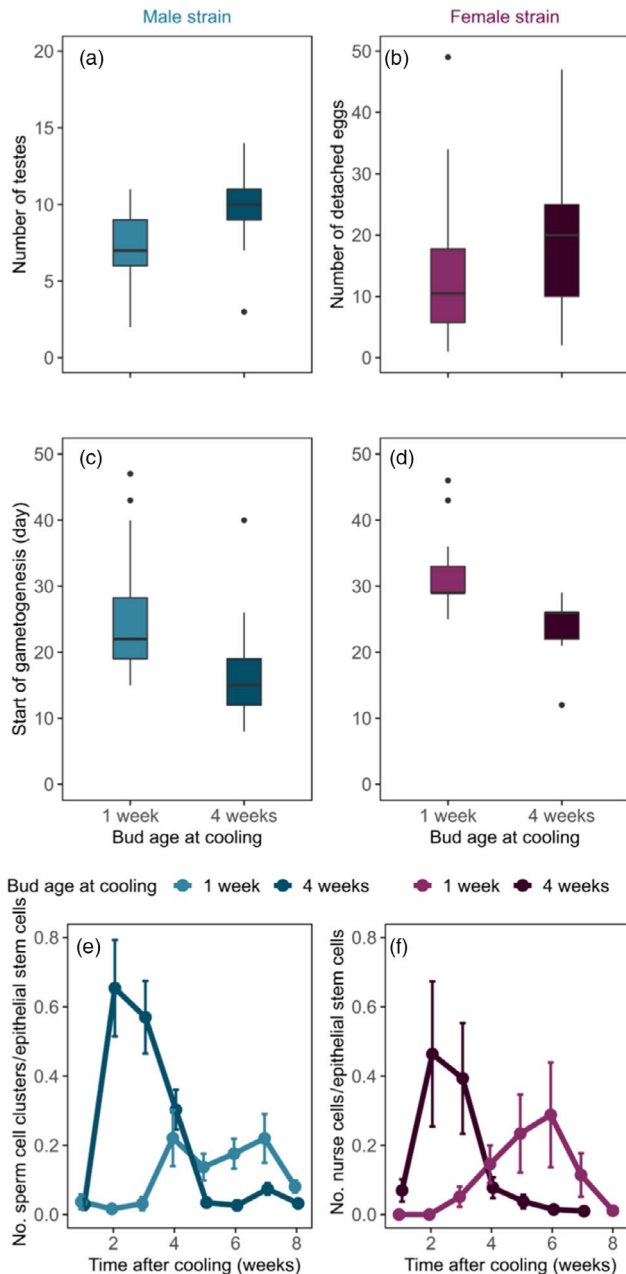 Male strain Female strain
(a) (b)
Number of testes
20
15
10
5
0
Number of detached eggs
50
40
30
20
10
0
(c) (d)
Start of gametogenesis (day)
50
40
30
20
10
0
50
40
30
20
10
0
1 week 4 weeks 1 week 4 weeks
Bud age at cooling Bud age at cooling
Bud age at cooling 1 week 4 weeks 1 week 4 weeks
(e) (f)
No. sperm cell clusters/epithelial stem cells
0.8
0.6
0.4
0.2
0.0
No. nurse cells/epithelial stem cells
0.8
0.6
0.4
0.2
0.0
2 4 6 8 2 4 6 8
Time after cooling (weeks) Time after cooling (weeks)